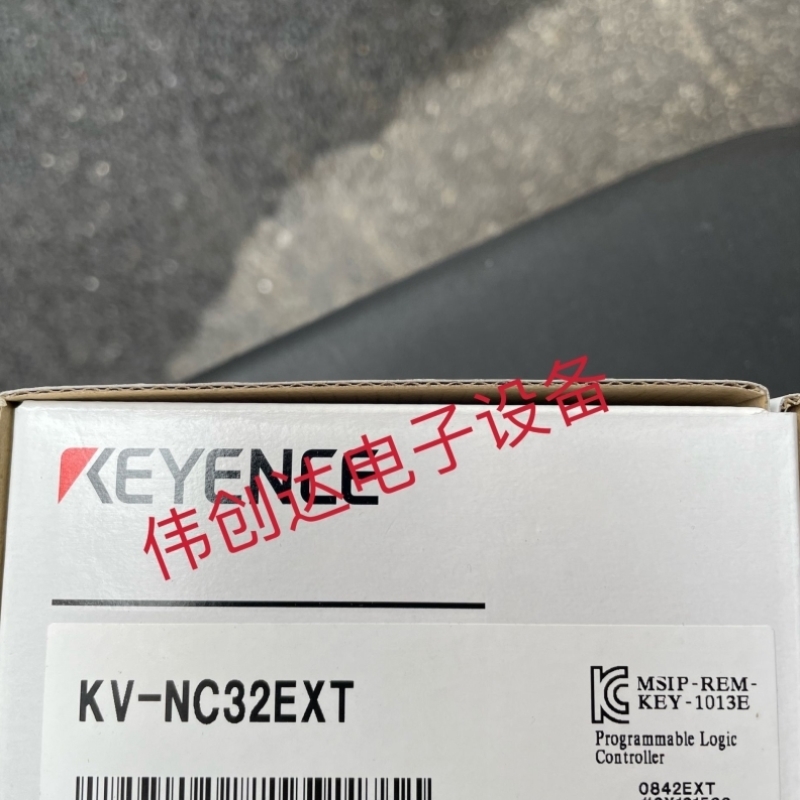 KEYENCE
伟创达电子设备
KV-NC32EXT
MSIP-REM-
KEY-1013E
Programmable Logic
Controller
0842EXT